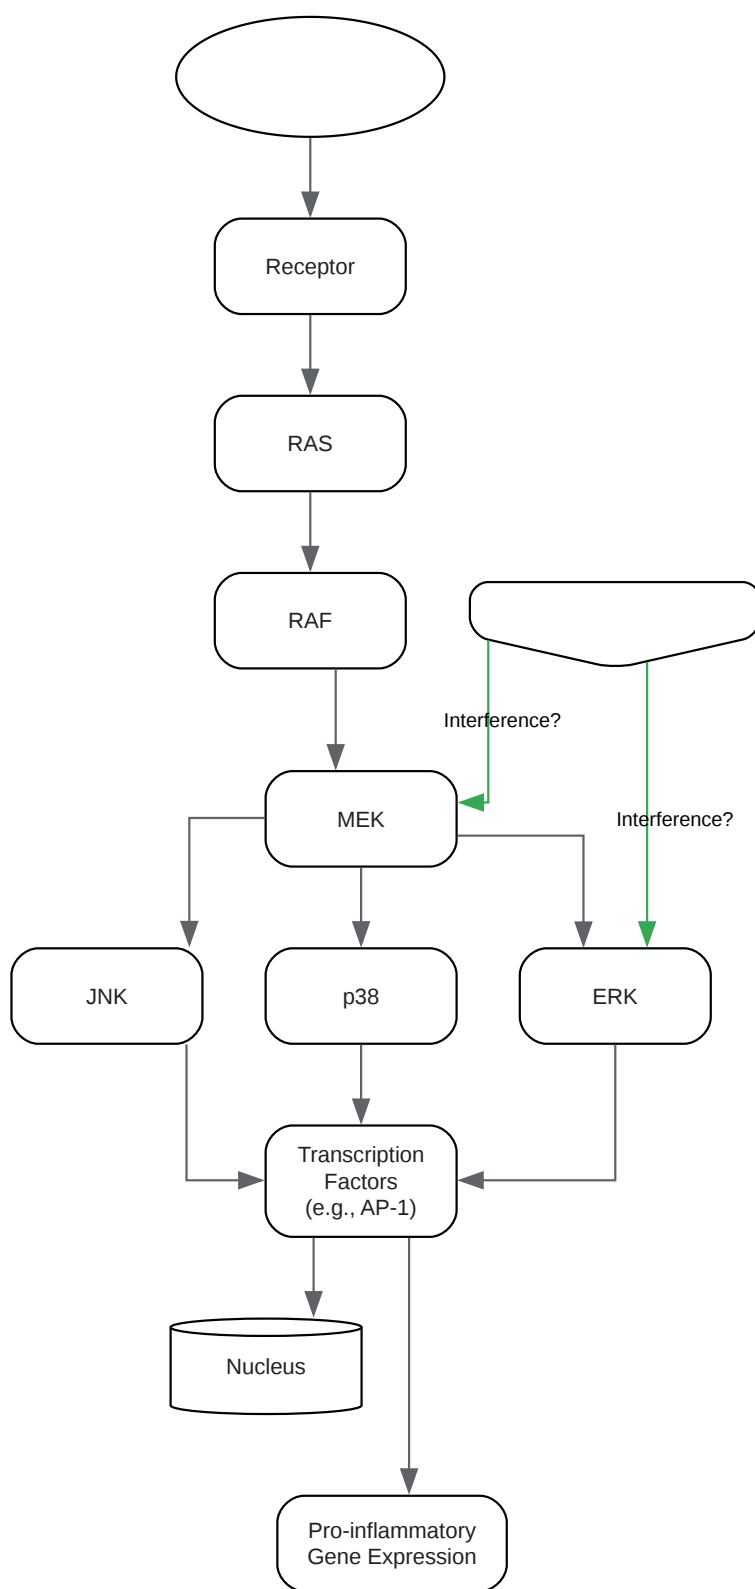 Receptor
RAS
RAF
Interference?
MEK
Interference?
JNK
p38
ERK
Transcription
Factors
(e.g., AP-1)
Nucleus
Pro-inflammatory
Gene Expression